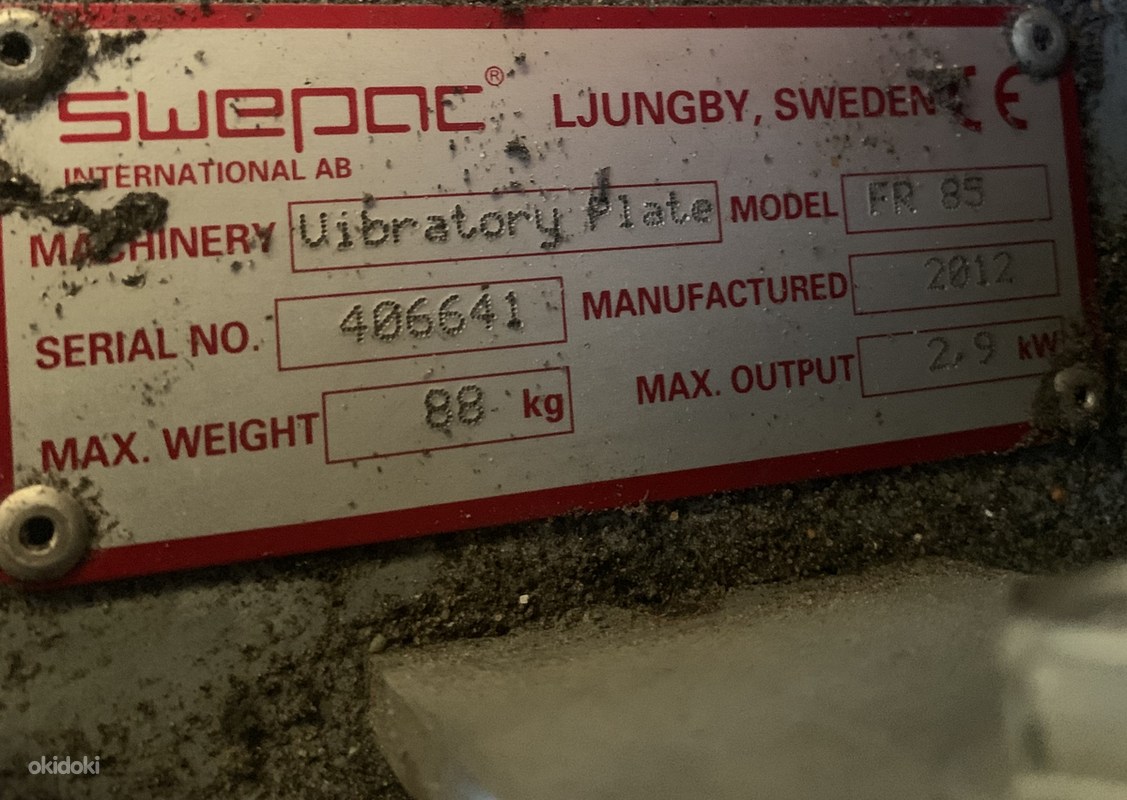 swepac® LJUNGBY, SWEDEN CE
INTERNATIONAL AB
MACHINERY Vibratory Plate MODEL FR 85
SERIAL NO. 406641 MANUFACTURED 2012
MAX. WEIGHT 88 kg MAX. OUTPUT 2,9 kW
okidoki